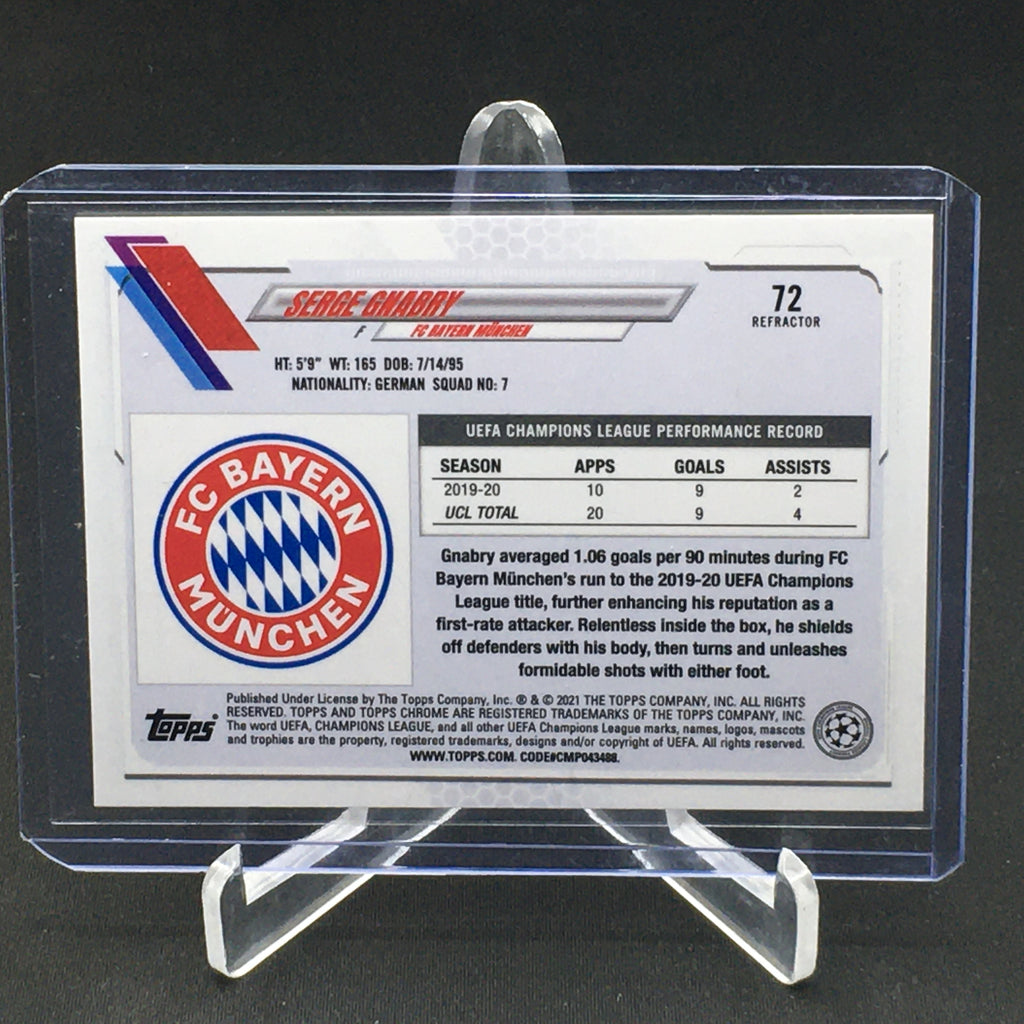 SERGE GNABRY
72
REFRACTOR
F FC BAYERN MÜNCHEN
HT: 5'9" WT: 165 DOB: 7/14/95
NATIONALITY: GERMAN SQUAD NO: 7
FC BAYERN
MÜNCHEN
UEFA CHAMPIONS LEAGUE PERFORMANCE RECORD
SEASON APPS GOALS ASSISTS
2019-20 10 9 2
UCL TOTAL 20 9 4
Gnabry averaged 1.06 goals per 90 minutes during FC
Bayern München's run to the 2019-20 UEFA Champions
League title, further enhancing his reputation as a
first-rate attacker. Relentless inside the box, he shields
off defenders with his body, then turns and unleashes
formidable shots with either foot.
topps
Published Under License by The Topps Company, Inc. ® & © 2021 THE TOPPS COMPANY, INC. ALL RIGHTS
RESERVED. TOPPS AND TOPPS CHROME ARE REGISTERED TRADEMARKS OF THE TOPPS COMPANY, INC.
The word UEFA, CHAMPIONS LEAGUE, and all other UEFA Champions League marks, names, logos, mascots
and trophies are the property, registered trademarks, designs and/or copyright of UEFA. All rights reserved.
WWW.TOPPS.COM. CODE#CMP043488.